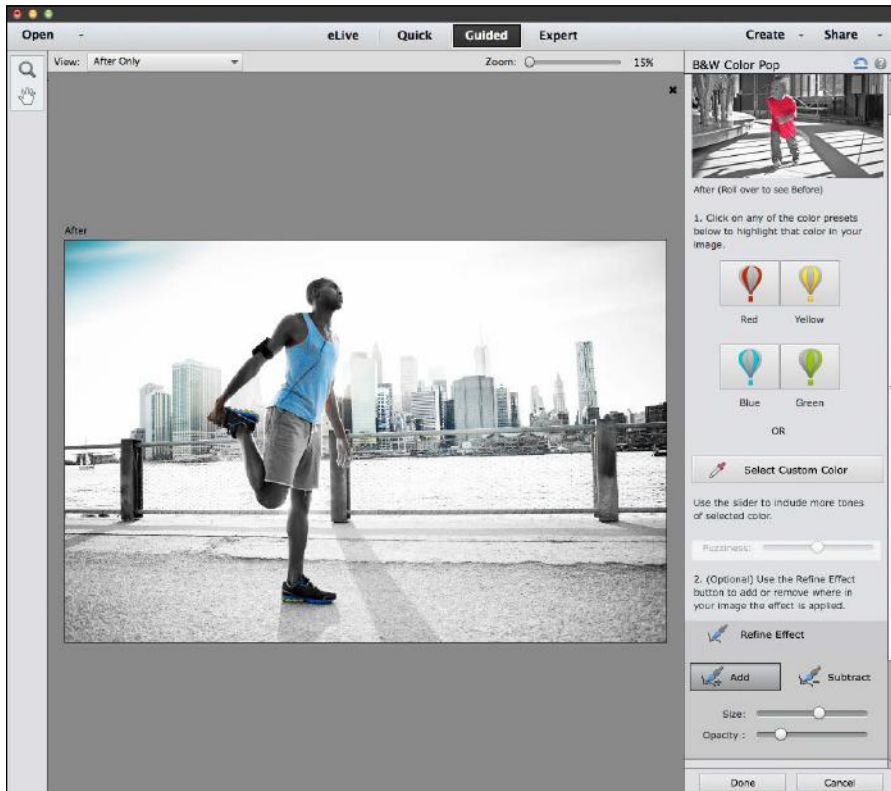 Open
eLive
Quick
Guided
Expert
Create
Share
View: After Only
Zoom: 15%
B&W Color Pop
After (Roll over to see Before)
1. Click on any of the color presets
below to highlight that color in your
image.
Red
Yellow
Blue
Green
OR
Select Custom Color
Use the slider to include more tones
of selected color.
Fuzziness:
2. (Optional) Use the Refine Effect
button to add or remove where in
your image the effect is applied.
Refine Effect
Add
Subtract
Size:
Opacity :
Done
Cancel
After